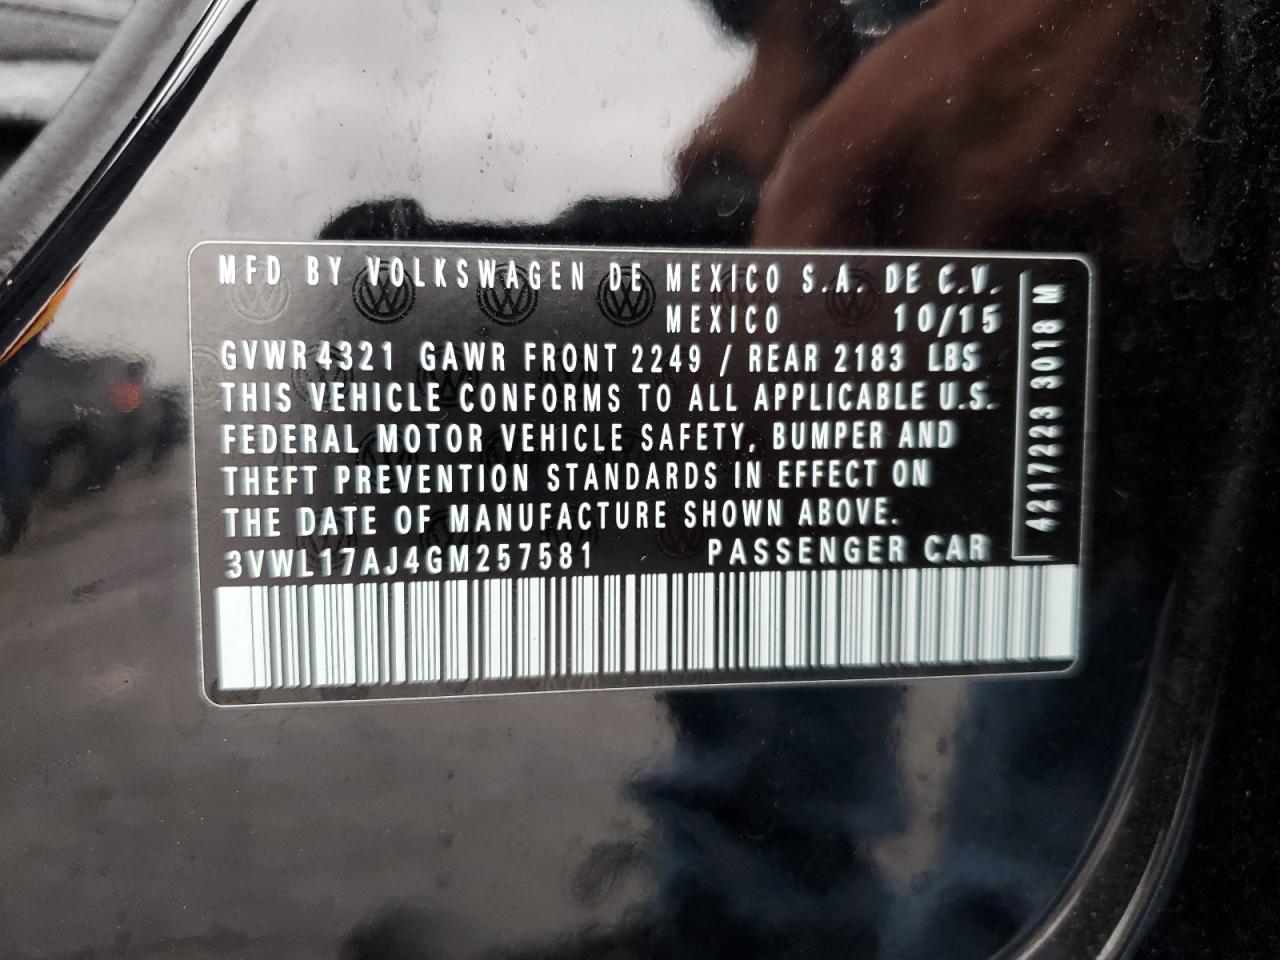 MFD BY VOLKSWAGEN DE MEXICO S.A. DE C.V.
MEXICO 10/15
GVWR 4321 GAWR FRONT 2249 / REAR 2183 LBS
THIS VEHICLE CONFORMS TO ALL APPLICABLE U.S.
FEDERAL MOTOR VEHICLE SAFETY, BUMPER AND
THEFT PREVENTION STANDARDS IN EFFECT ON
THE DATE OF MANUFACTURE SHOWN ABOVE.
3VWL17AJ4GM257581 PASSENGER CAR
4217223 3018 M